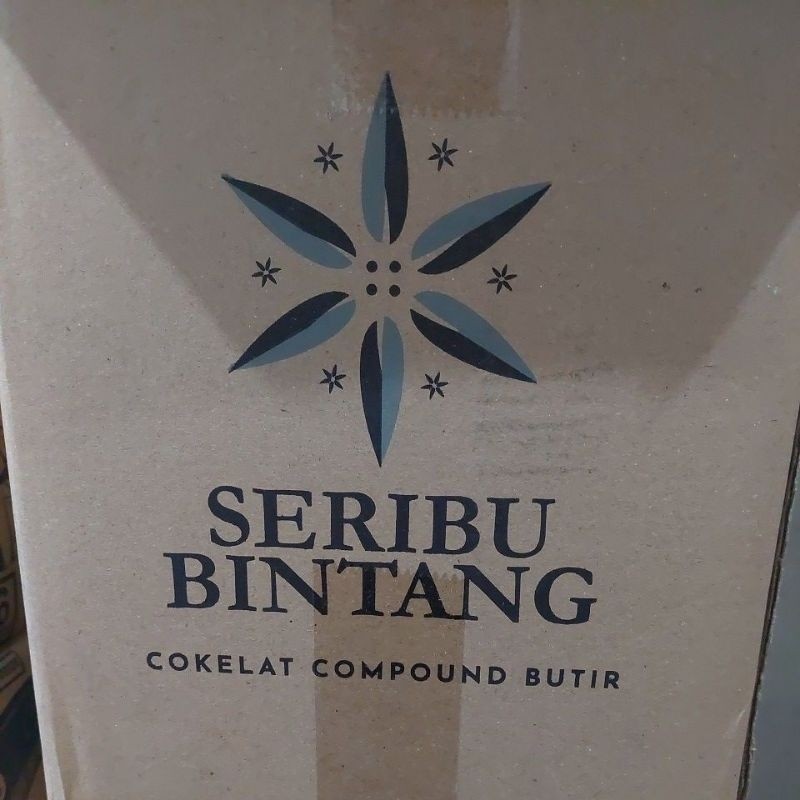 SERIBU
BINTANG
COKELAT COMPOUND BUTIR